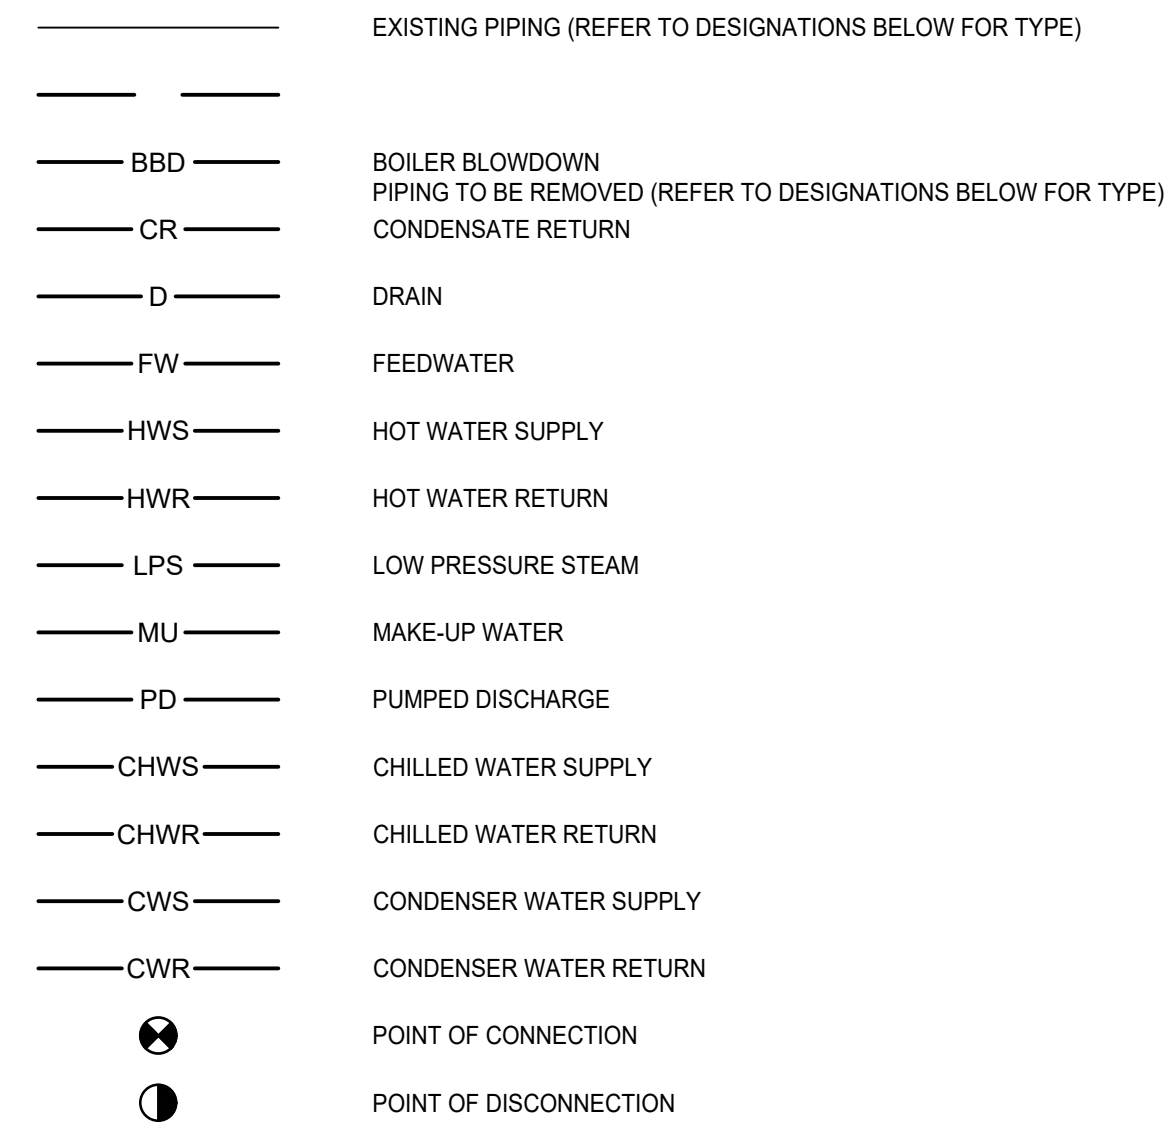 EXISTING PIPING (REFER TO DESIGNATIONS BELOW FOR TYPE)
BBD BOILER BLOWDOWN
PIPING TO BE REMOVED (REFER TO DESIGNATIONS BELOW FOR TYPE)
CR CONDENSATE RETURN
D DRAIN
FW FEEDWATER
HWS HOT WATER SUPPLY
HWR HOT WATER RETURN
LPS LOW PRESSURE STEAM
MU MAKE-UP WATER
PD PUMPED DISCHARGE
CHWS CHILLED WATER SUPPLY
CHWR CHILLED WATER RETURN
CWS CONDENSER WATER SUPPLY
CWR CONDENSER WATER RETURN
POINT OF CONNECTION
POINT OF DISCONNECTION